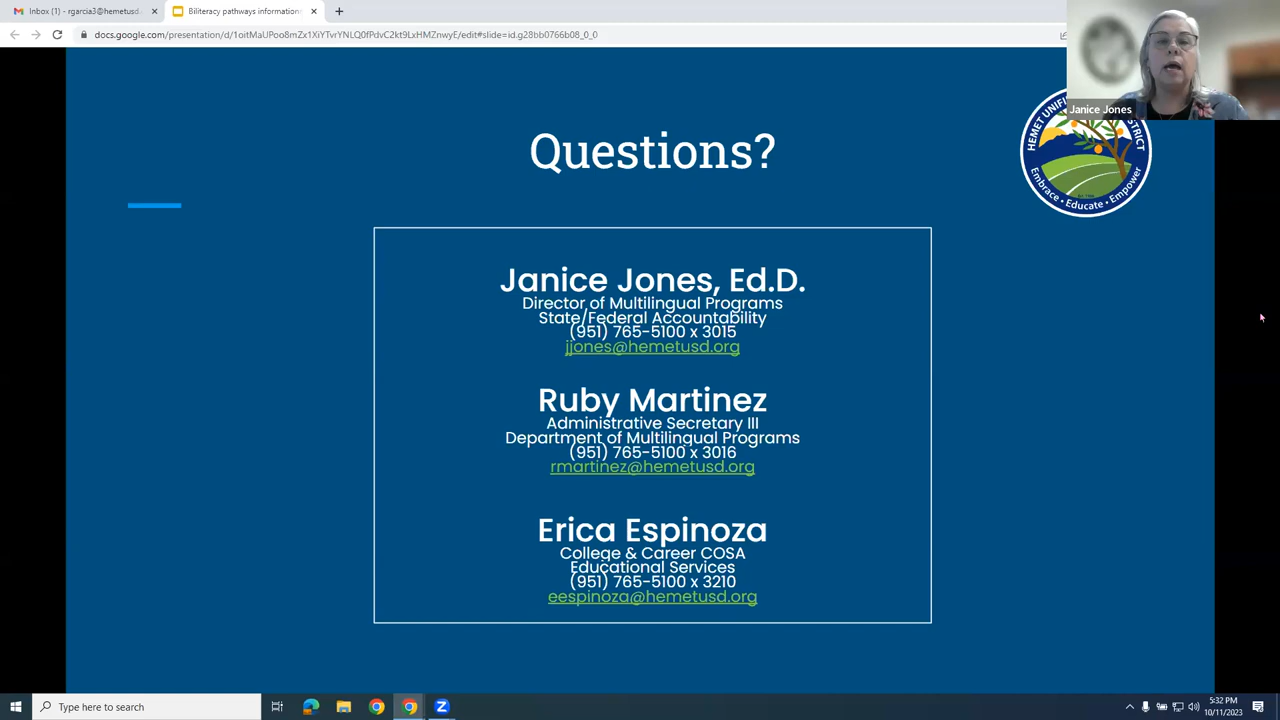 Inbox (1) - rgarcia3@hemetusd.
Biliteracy pathways information
docs.google.com/presentation/d/1oitMaUPoo8mZx1XiYTvrYNLQ0fPdvC2kt9LxHMZnwyE/edit#slide=id.g28bb0766b08_0_0
Janice Jones
HEMET UNIF
STRICT
Embrace • Educate • Empower
Questions?
Janice Jones, Ed.D.
Director of Multilingual Programs
State/Federal Accountability
(951) 765-5100 x 3015
jjones@hemetusd.org
Ruby Martinez
Administrative Secretary III
Department of Multilingual Programs
(951) 765-5100 x 3016
rmartinez@hemetusd.org
Erica Espinoza
College & Career COSA
Educational Services
(951) 765-5100 x 3210
eespinoza@hemetusd.org
Type here to search
5:32 PM
10/11/2023